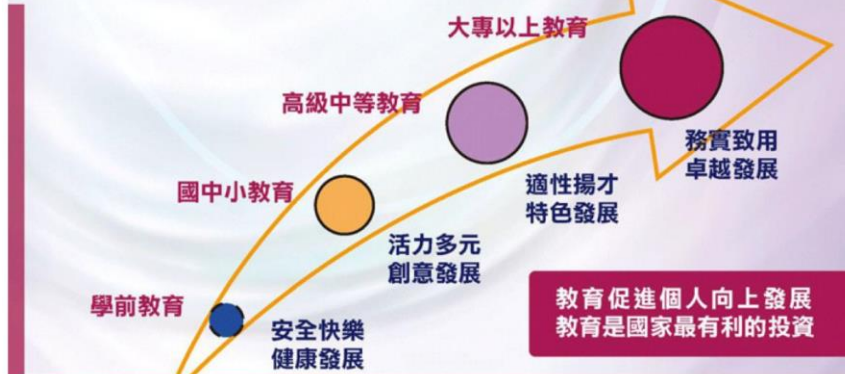 大專以上教育
高級中等教育
務實致用
卓越發展
國中小教育
適性揚才
特色發展
活力多元
創意發展
學前教育
安全快樂
健康發展
教育促進個人向上發展
教育是國家最有利的投資